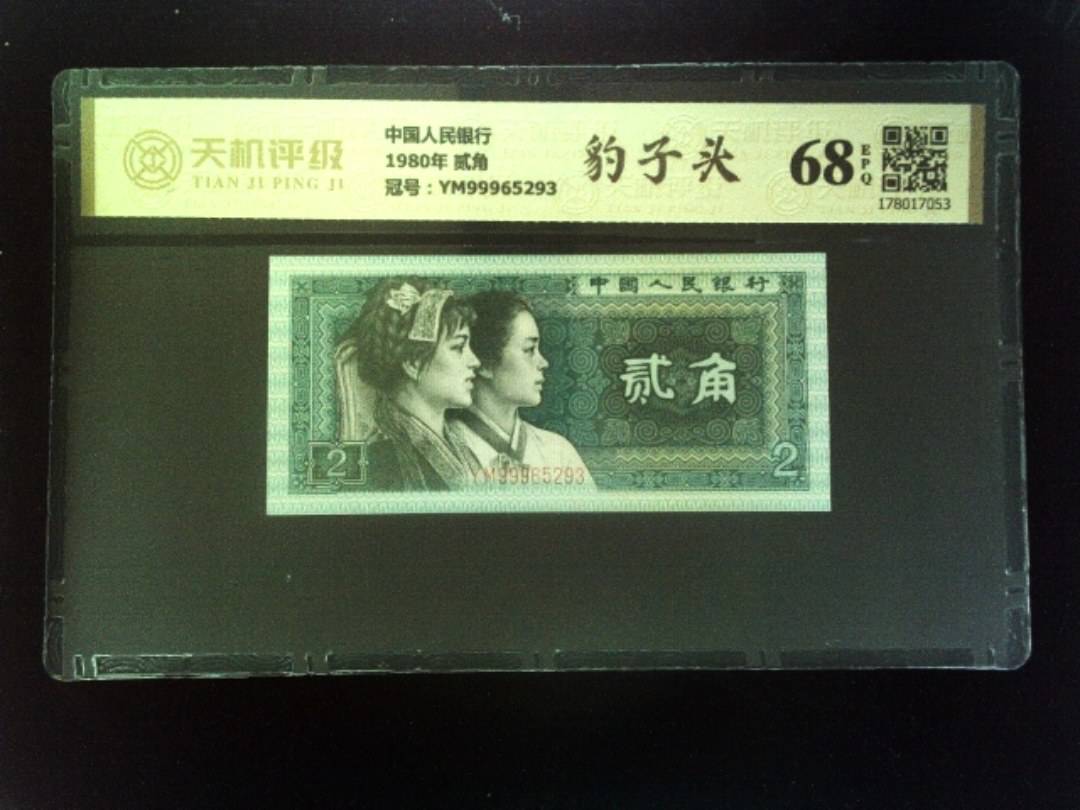 天机评级
TIAN JI PING JI
中国人民银行
1980年 贰角
冠号：YM99965293
豹子头
68 EPQ
178017053
中國人民銀行
贰角
2
YM99965293
2